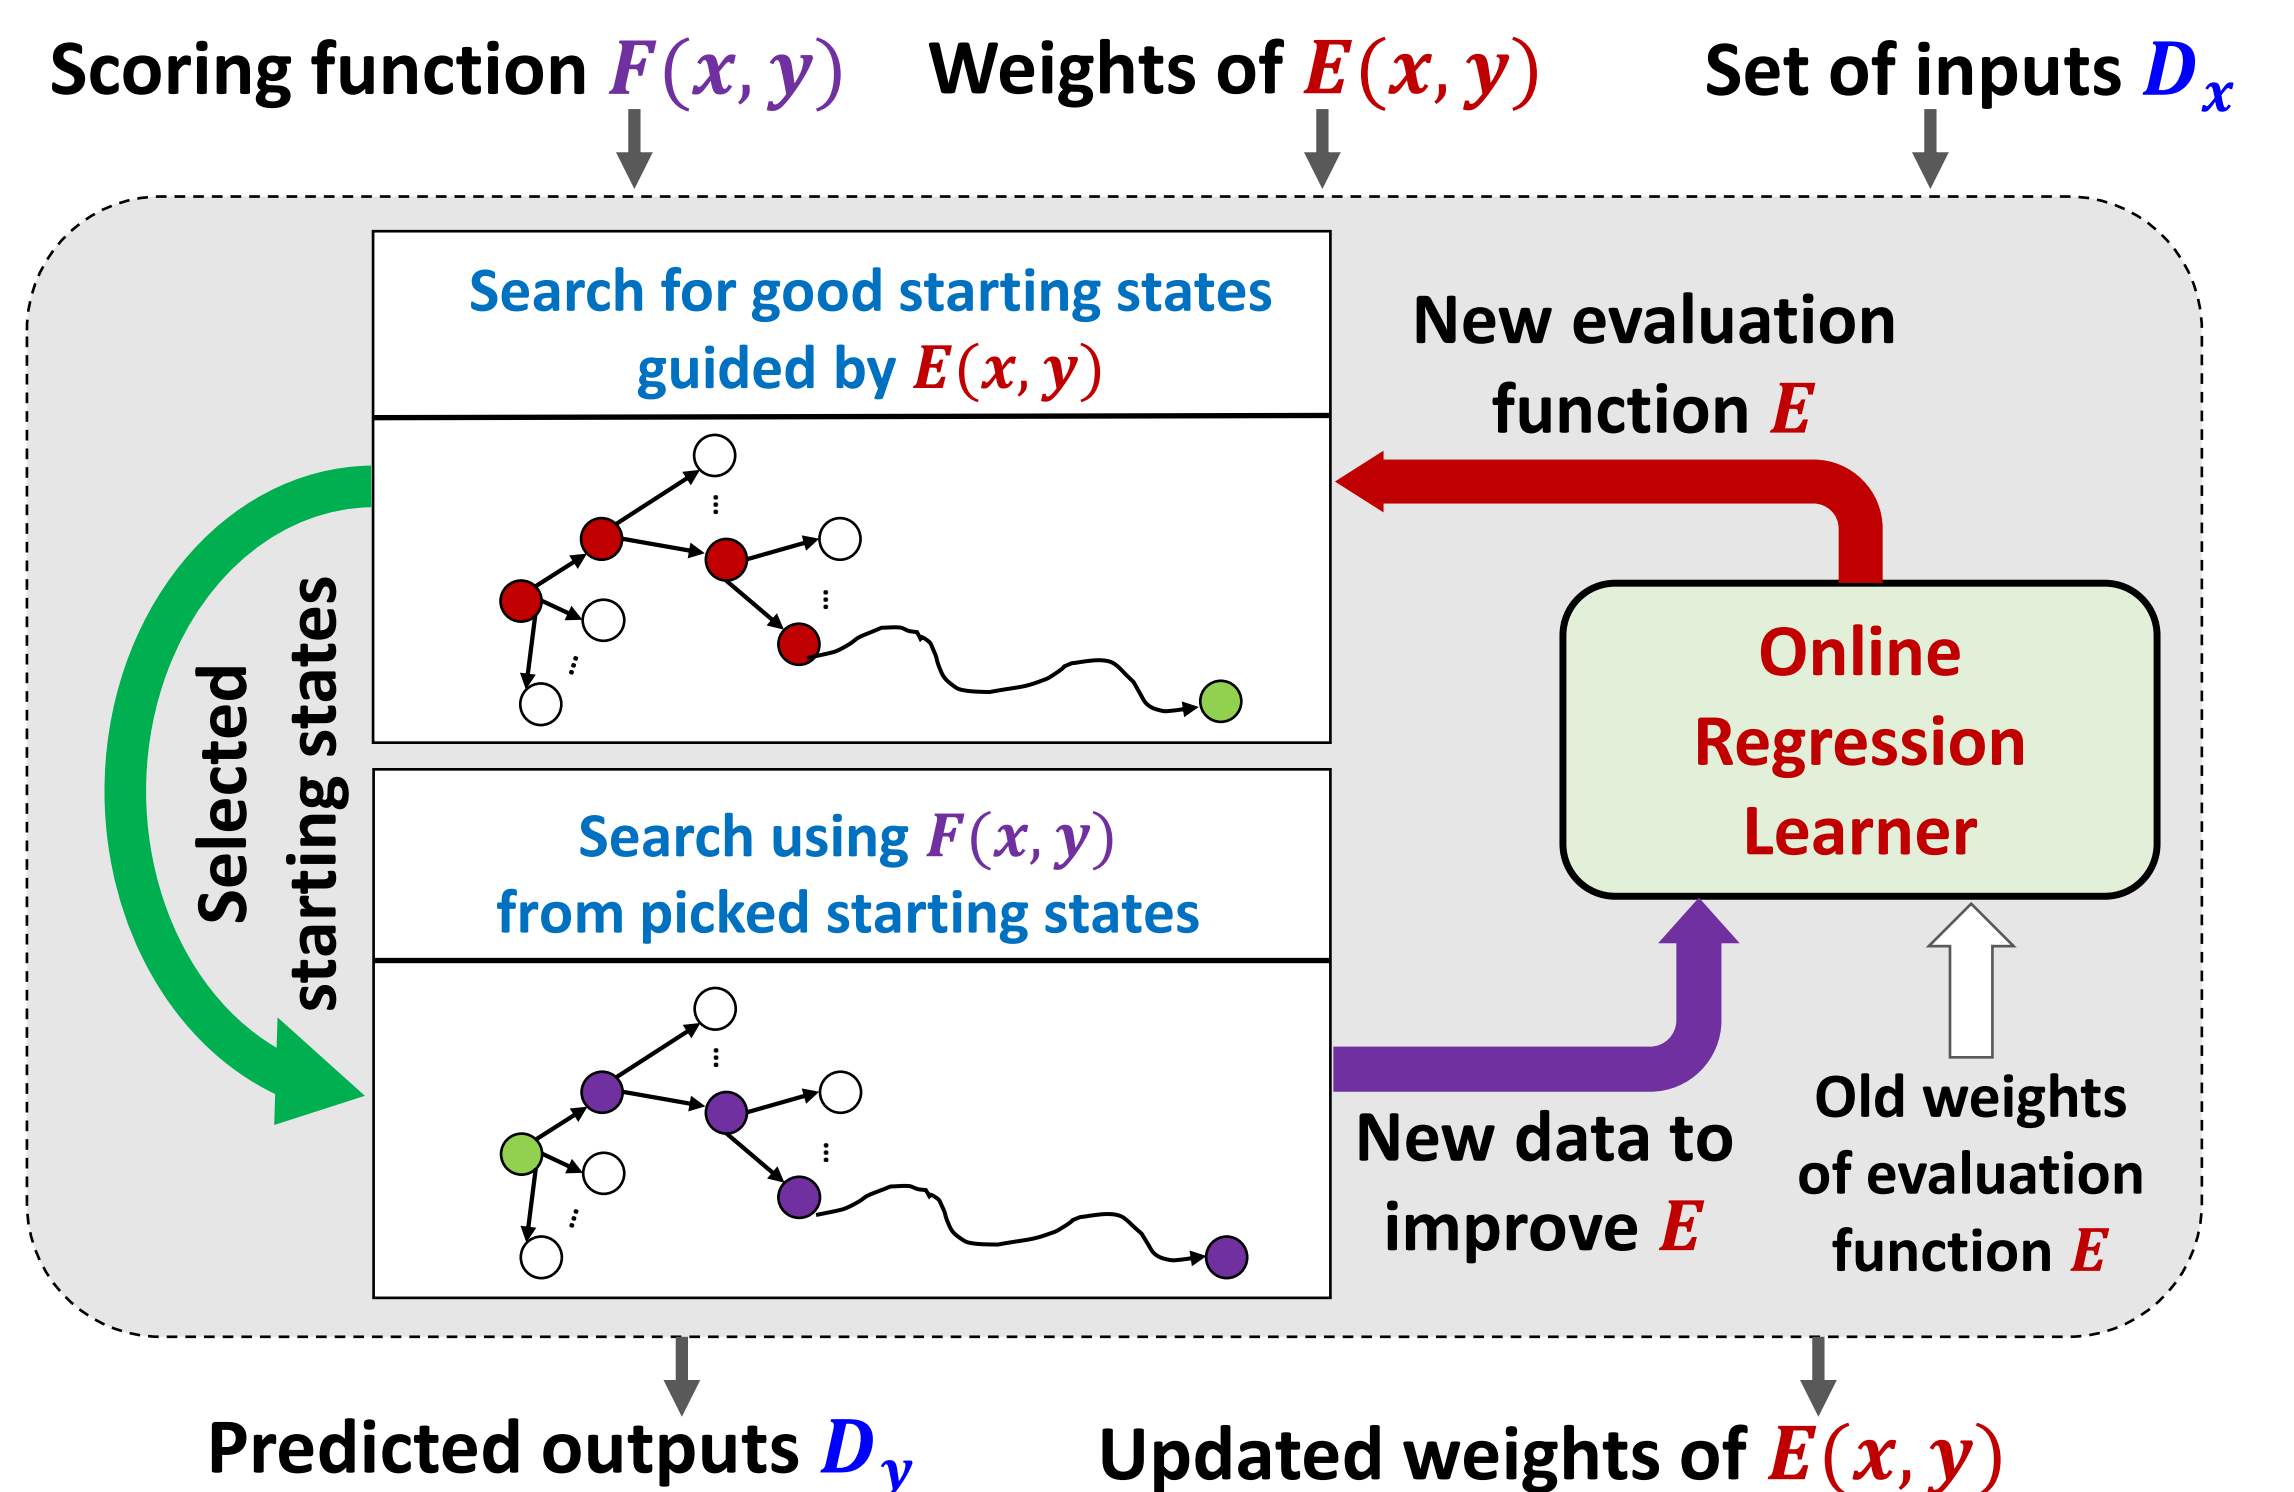 Scoring function F(x, y)
Weights of E(x, y)
Set of inputs D_x
Search for good starting states
guided by E(x, y)
New evaluation
function E
Selected
starting states
Online
Regression
Learner
Search using F(x, y)
from picked starting states
New data to
improve E
Old weights
of evaluation
function E
Predicted outputs D_y
Updated weights of E(x, y)